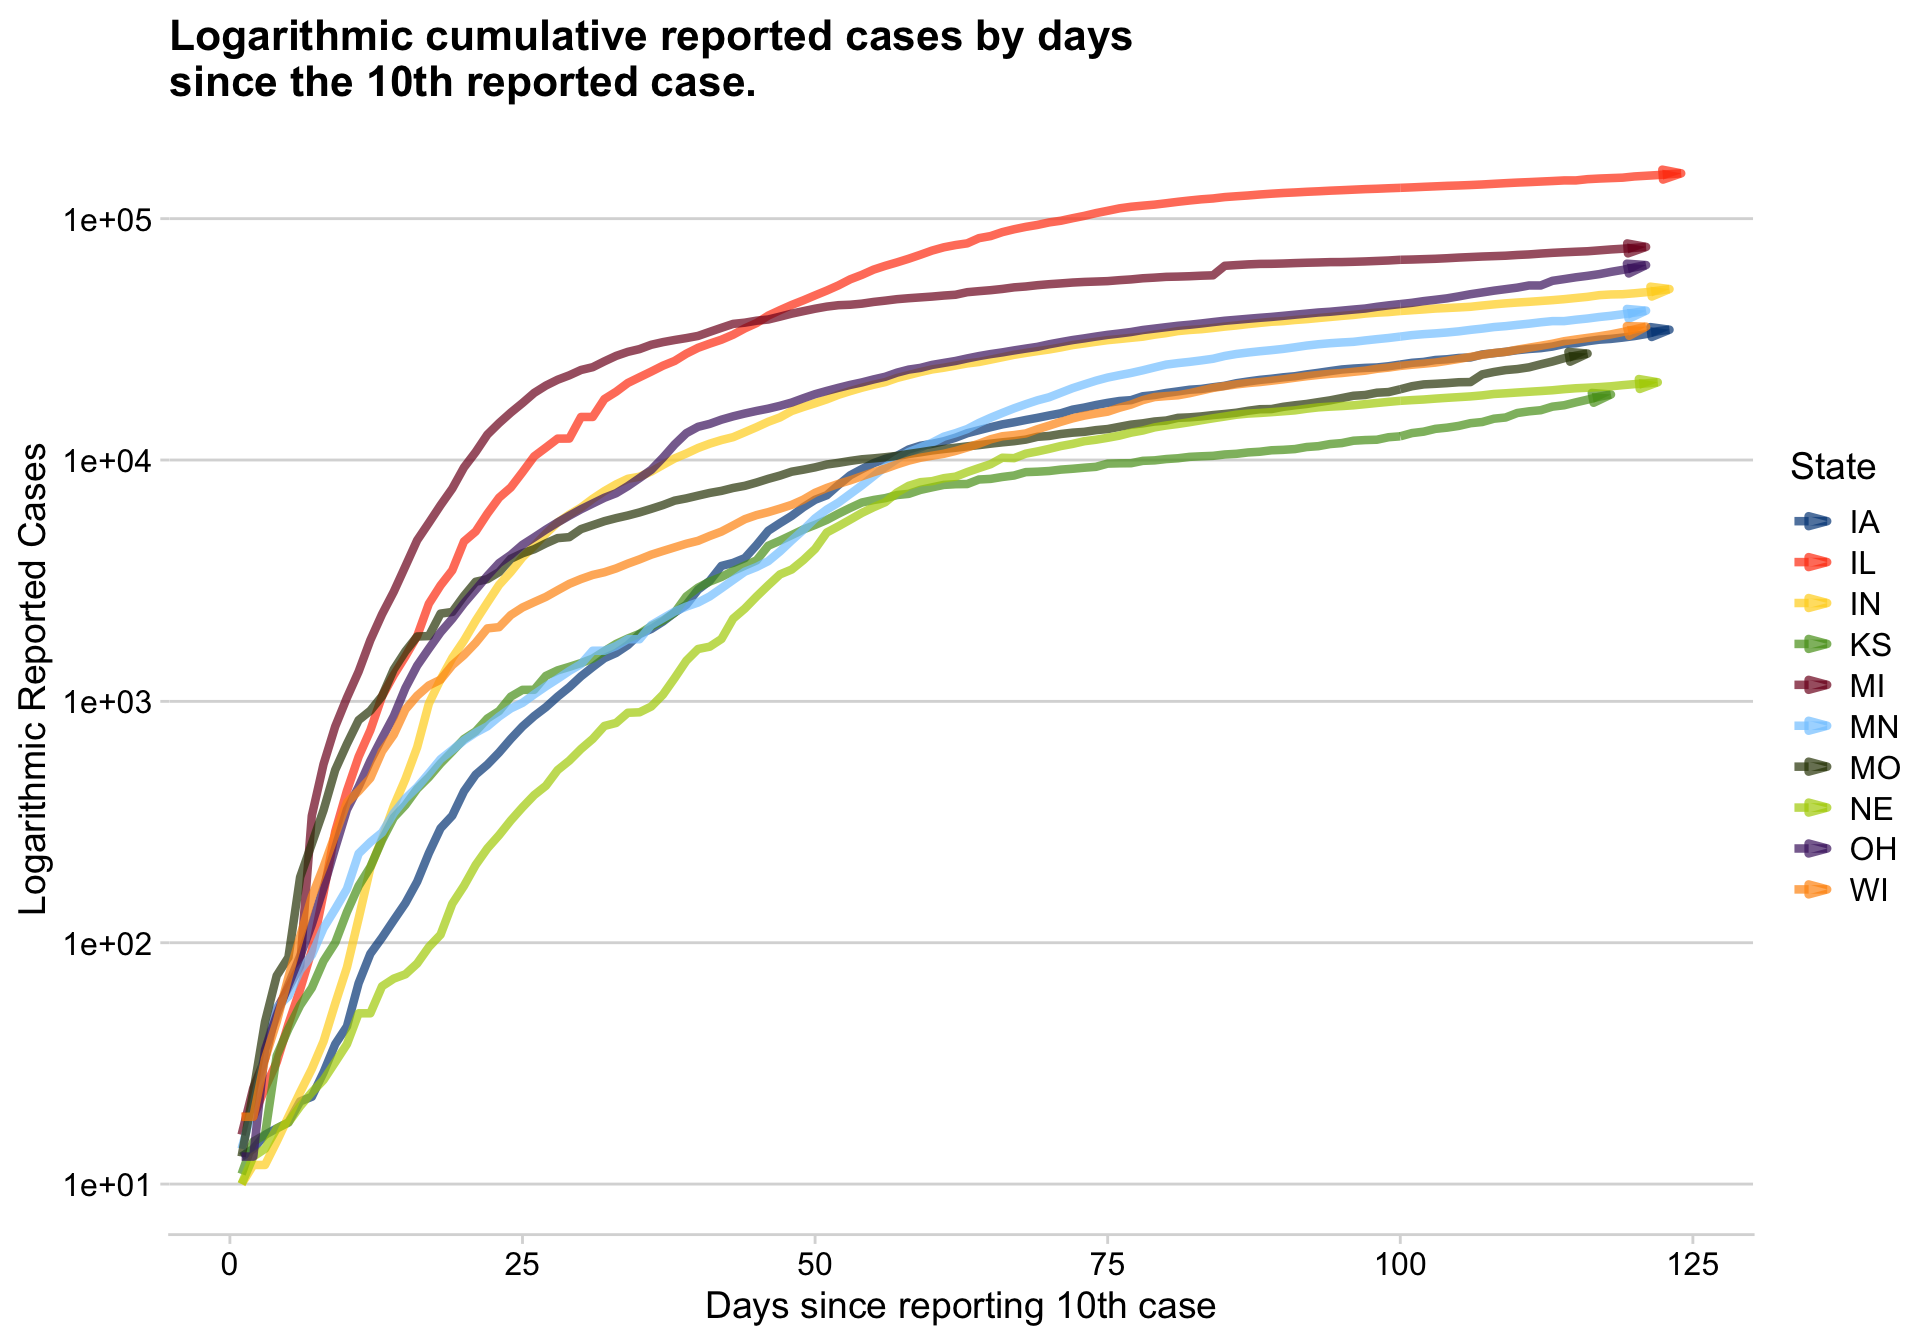 Logarithmic cumulative reported cases by days
since the 10th reported case.
Logarithmic Reported Cases
1e+05
1e+04
1e+03
1e+02
1e+01
0 25 50 75 100 125
Days since reporting 10th case
State
IA
IL
IN
KS
MI
MN
MO
NE
OH
WI